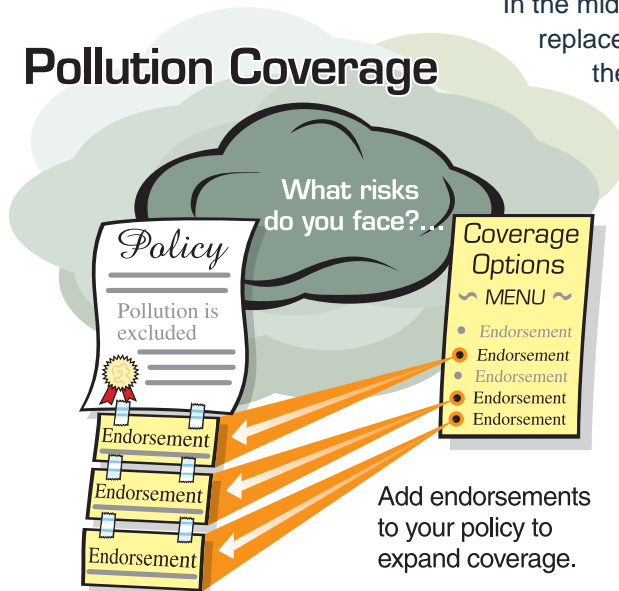 In the mid
replace
the
Pollution Coverage
What risks
do you face?...
Policy
Pollution is
excluded
Coverage
Options
MENU
Endorsement
Endorsement
Endorsement
Endorsement
Endorsement
Endorsement
Endorsement
Endorsement
Add endorsements
to your policy to
expand coverage.